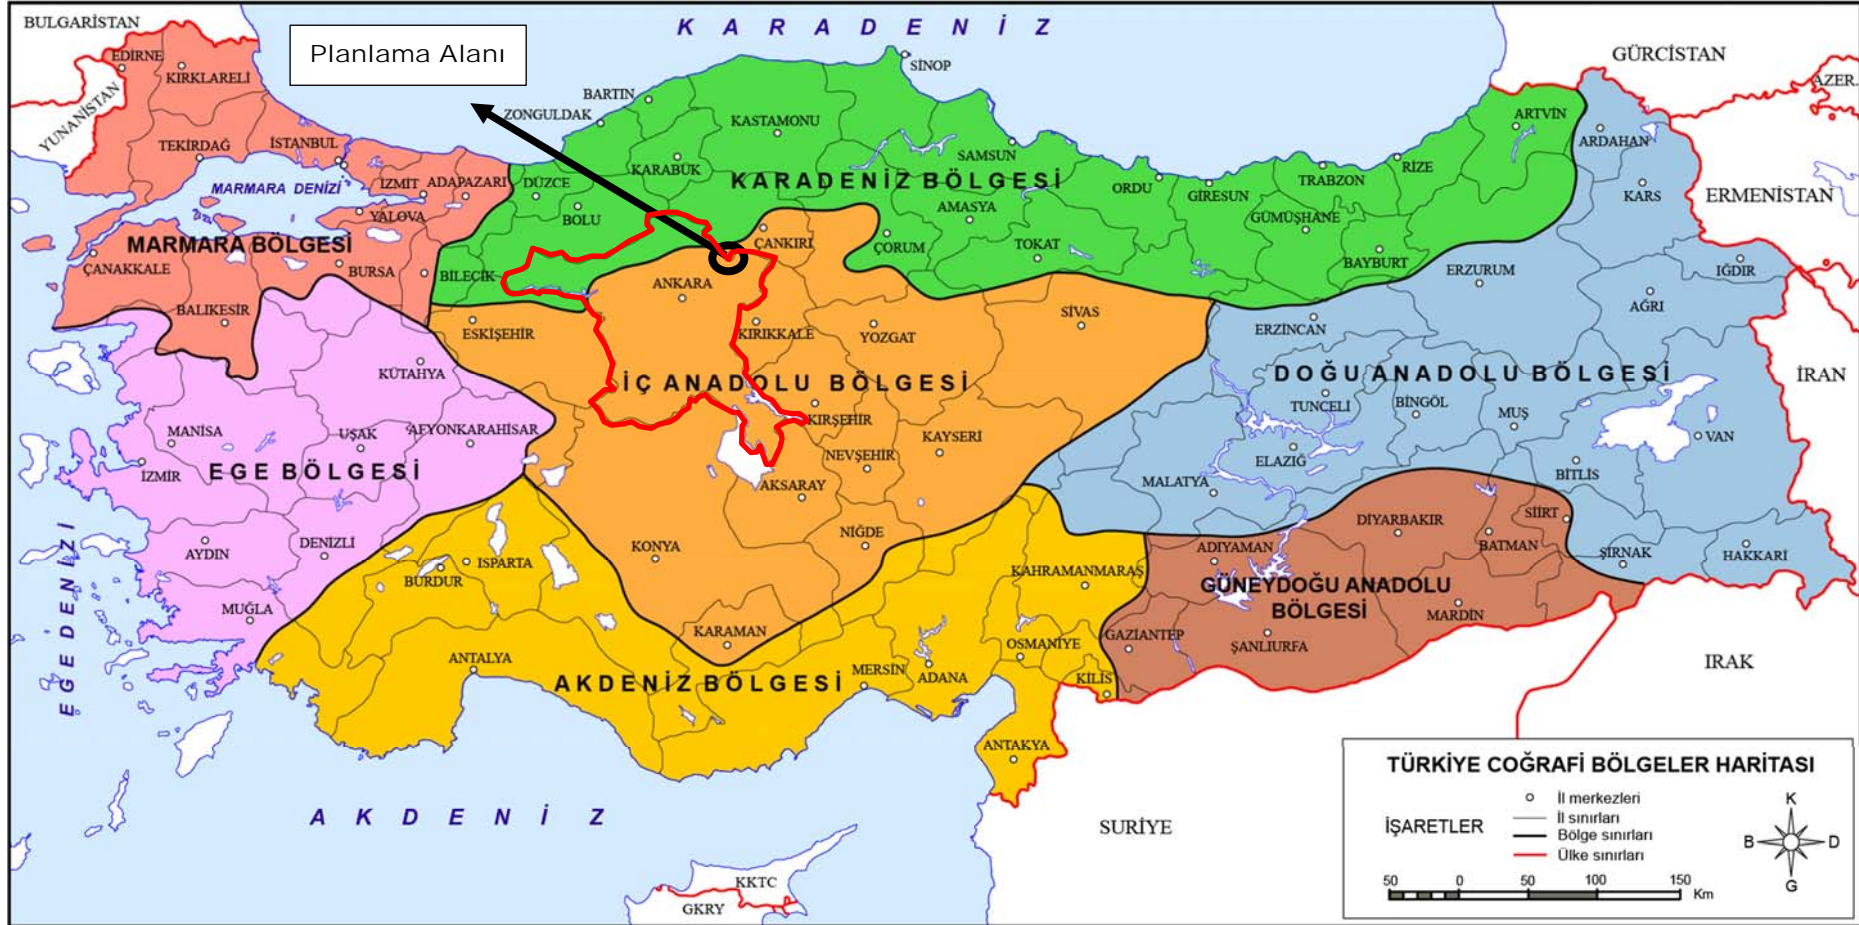 BULGARİSTAN
K A R A D E N İ Z
Planlama Alanı
GÜRCİSTAN
EDİRNE
KIRKLARELİ
SİNOP
AZER.
YUNANİSTAN
BARTIN
ZONGULDAK
KASTAMONU
ARTVİN
TEKİRDAĞ
İSTANBUL
KARABÜK
SAMSUN
ARDAHAN
MARMARA DENİZİ
İZMİT
ADAPAZARI
DÜZCE
KARADENİZ BÖLGESİ
ORDU
GİRESUN
TRABZON
RİZE
KARS
ERMENİSTAN
YALOVA
BOLU
AMASYA
GÜMÜŞHANE
MARMARA BÖLGESİ
ÇANKIRI
ÇORUM
TOKAT
BAYBURT
ÇANAKKALE
BURSA
BİLECİK
ERZURUM
IĞDIR
ANKARA
BALIKESİR
ESKİŞEHİR
KIRIKKALE
YOZGAT
SİVAS
ERZİNCAN
AĞRI
KÜTAHYA
İÇ ANADOLU BÖLGESİ
DOĞU ANADOLU BÖLGESİ
İRAN
TUNCELİ
BİNGÖL
MUŞ
MANİSA
UŞAK
AFYONKARAHİSAR
KIRŞEHİR
KAYSERİ
VAN
İZMİR
EGE BÖLGESİ
NEVŞEHİR
ELAZIĞ
BİTLİS
AKSARAY
MALATYA
EGE DENİZİ
AYDIN
DENİZLİ
KONYA
NİĞDE
DİYARBAKIR
SİİRT
BATMAN
ŞIRNAK
HAKKARİ
BURDUR
ISPARTA
KAHRAMANMARAŞ
ADIYAMAN
GÜNEYDOĞU ANADOLU
BÖLGESİ
MUĞLA
KARAMAN
OSMANİYE
GAZİANTEP
ŞANLIURFA
MARDİN
ANTALYA
AKDENİZ BÖLGESİ
MERSİN
ADANA
KİLİS
IRAK
ANTAKYA
A K D E N İ Z
SURİYE
KKTC
GKRY
TÜRKİYE COĞRAFİ BÖLGELER HARİTASI
İŞARETLER
İl merkezleri
İl sınırları
Bölge sınırları
Ülke sınırları
K
B
D
G
50 0 50 100 150
Km